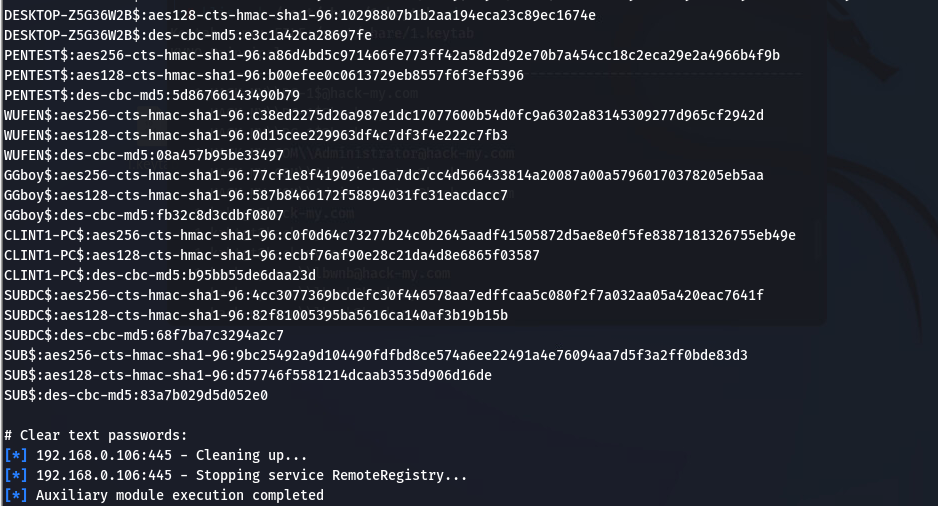 DESKTOP-Z5G36W2B$:aes128-cts-hmac-sha1-96:10298807b1b2aa194eca23c89ec1674e
DESKTOP-Z5G36W2B$:des-cbc-md5:e3c1a42ca28697fe
PENTEST$:aes256-cts-hmac-sha1-96:a86d4bd5c971466fe773ff42a58d2d92e70b7a454cc18c2eca29e2a4966b4f9b
PENTEST$:aes128-cts-hmac-sha1-96:b00efee0c0613729eb8557f6f3ef5396
PENTEST$:des-cbc-md5:5d86766143490b79
WUFEN$:aes256-cts-hmac-sha1-96:c38ed2275d26a987e1dc17077600b54d0fc9a6302a83145309277d965cf2942d
WUFEN$:aes128-cts-hmac-sha1-96:0d15cee229963df4c7df3f4e222c7fb3
WUFEN$:des-cbc-md5:08a457b95be33497
GGboy$:aes256-cts-hmac-sha1-96:77cf1e8f419096e16a7dc7cc4d566433814a20087a00a57960170378205eb5aa
GGboy$:aes128-cts-hmac-sha1-96:587b8466172f58894031fc31eacdacc7
GGboy$:des-cbc-md5:fb32c8d3cdbf0807
CLINT1-PC$:aes256-cts-hmac-sha1-96:c0f0d64c73277b24c0b2645aadf41505872d5ae8e0f5fe8387181326755eb49e
CLINT1-PC$:aes128-cts-hmac-sha1-96:ecbf76af90e28c21da4d8e6865f03587
CLINT1-PC$:des-cbc-md5:b95bb55de6daa23d
SUBDC$:aes256-cts-hmac-sha1-96:4cc3077369bcdefc30f446578aa7edffcaa5c080f2f7a032aa05a420eac7641f
SUBDC$:aes128-cts-hmac-sha1-96:82f81005395ba5616ca140af3b19b15b
SUBDC$:des-cbc-md5:68f7ba7c3294a2c7
SUB$:aes256-cts-hmac-sha1-96:9bc25492a9d104490fdfbd8ce574a6ee22491a4e76094aa7d5f3a2ff0bde83d3
SUB$:aes128-cts-hmac-sha1-96:d57746f5581214dcaab3535d906d16de
SUB$:des-cbc-md5:83a7b029d5d052e0
# Clear text passwords:
[*] 192.168.0.106:445 - Cleaning up...
[*] 192.168.0.106:445 - Stopping service RemoteRegistry...
[*] Auxiliary module execution completed